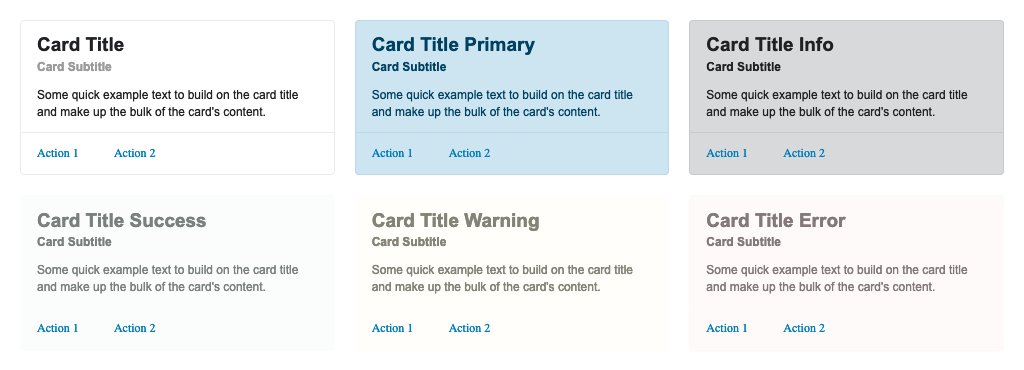 Card Title
Card Subtitle
Some quick example text to build on the card title
and make up the bulk of the card's content.
Action 1 Action 2
Card Title Primary
Card Subtitle
Some quick example text to build on the card title
and make up the bulk of the card's content.
Action 1 Action 2
Card Title Info
Card Subtitle
Some quick example text to build on the card title
and make up the bulk of the card's content.
Action 1 Action 2
Card Title Success
Card Subtitle
Some quick example text to build on the card title
and make up the bulk of the card's content.
Action 1 Action 2
Card Title Warning
Card Subtitle
Some quick example text to build on the card title
and make up the bulk of the card's content.
Action 1 Action 2
Card Title Error
Card Subtitle
Some quick example text to build on the card title
and make up the bulk of the card's content.
Action 1 Action 2